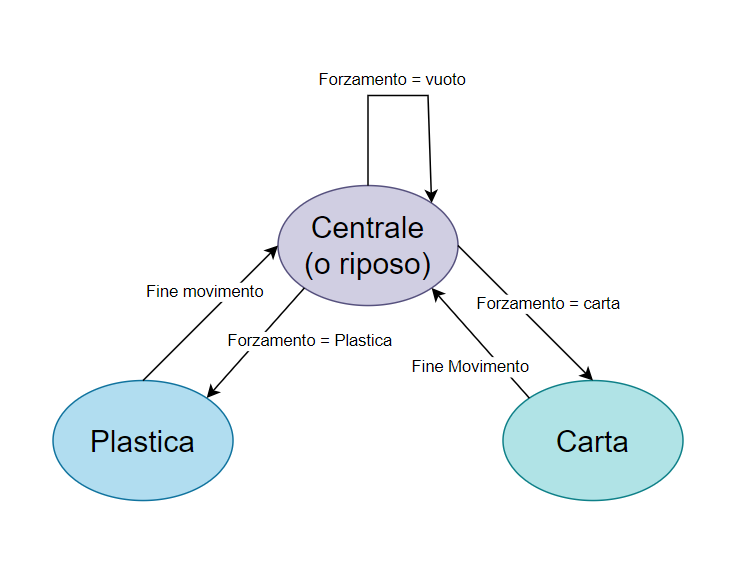 Forzamento = vuoto
Centrale
(o riposo)
Fine movimento
Forzamento = carta
Forzamento = Plastica
Fine Movimento
Plastica
Carta